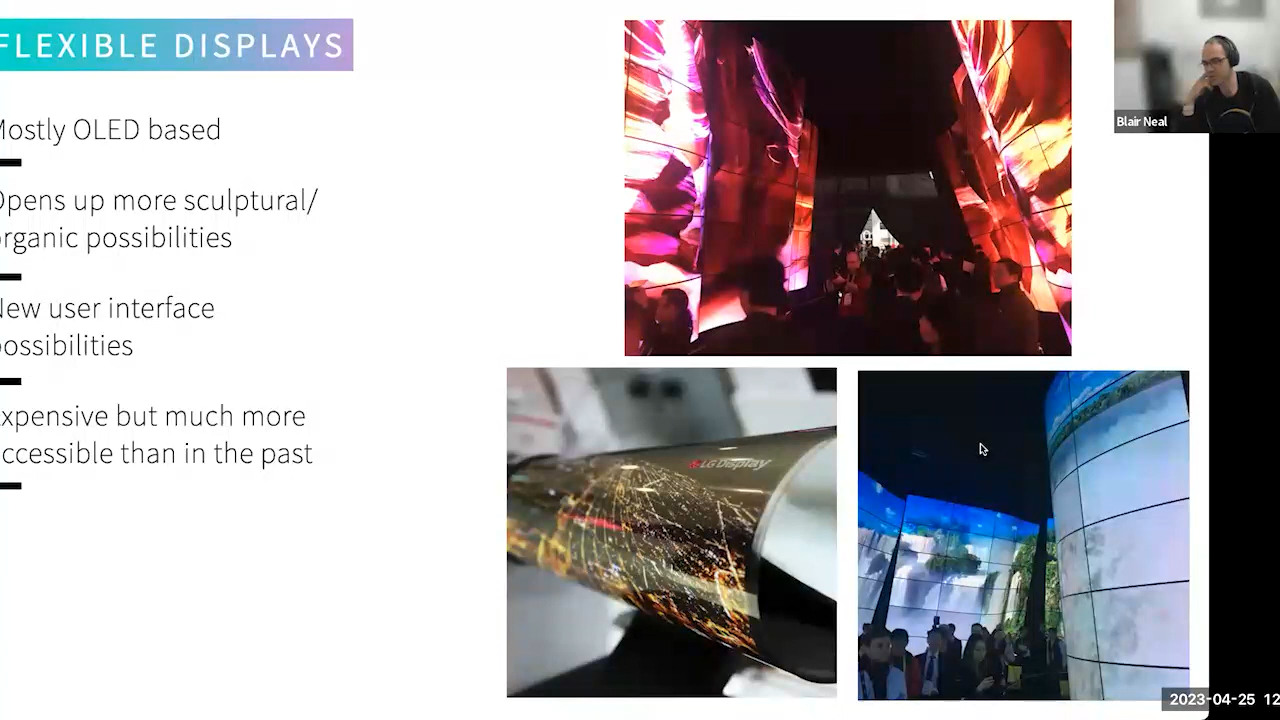 FLEXIBLE DISPLAYS
Mostly OLED based
Opens up more sculptural/
organic possibilities
New user interface
possibilities
Expensive but much more
accessible than in the past
LG Display
Blair Neal
2023-04-25 12